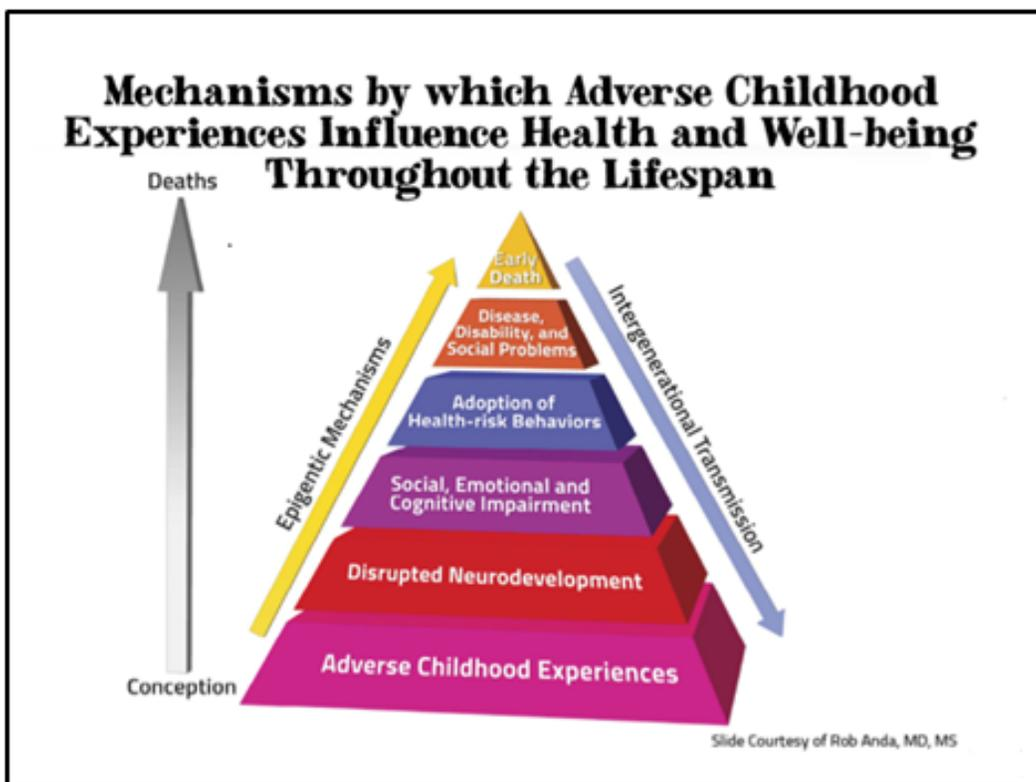 Mechanisms by which Adverse Childhood
Experiences Influence Health and Well-being
Throughout the Lifespan
Deaths
Early
Death
Disease,
Disability, and
Social Problems
Adoption of
Health-risk Behaviors
Social, Emotional and
Cognitive Impairment
Disrupted Neurodevelopment
Adverse Childhood Experiences
Epigentic Mechanisms
Intergenerational Transmission
Conception
Slide Courtesy of Rob Anda, MD, MS